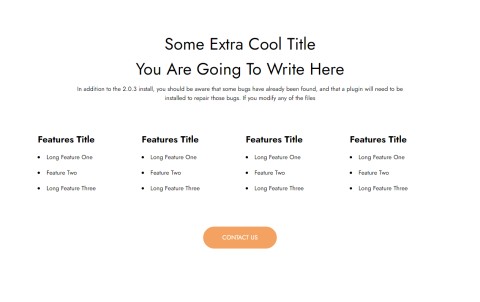 Some Extra Cool Title
You Are Going To Write Here
In addition to the 2.0.3 install, you should be aware that some bugs have already been found, and that a plugin will need to be
installed to repair those bugs. If you modify any of the files
Features Title
Long Feature One
Feature Two
Long Feature Three
Features Title
Long Feature One
Feature Two
Long Feature Three
Features Title
Long Feature One
Feature Two
Long Feature Three
Features Title
Long Feature One
Feature Two
Long Feature Three
CONTACT US